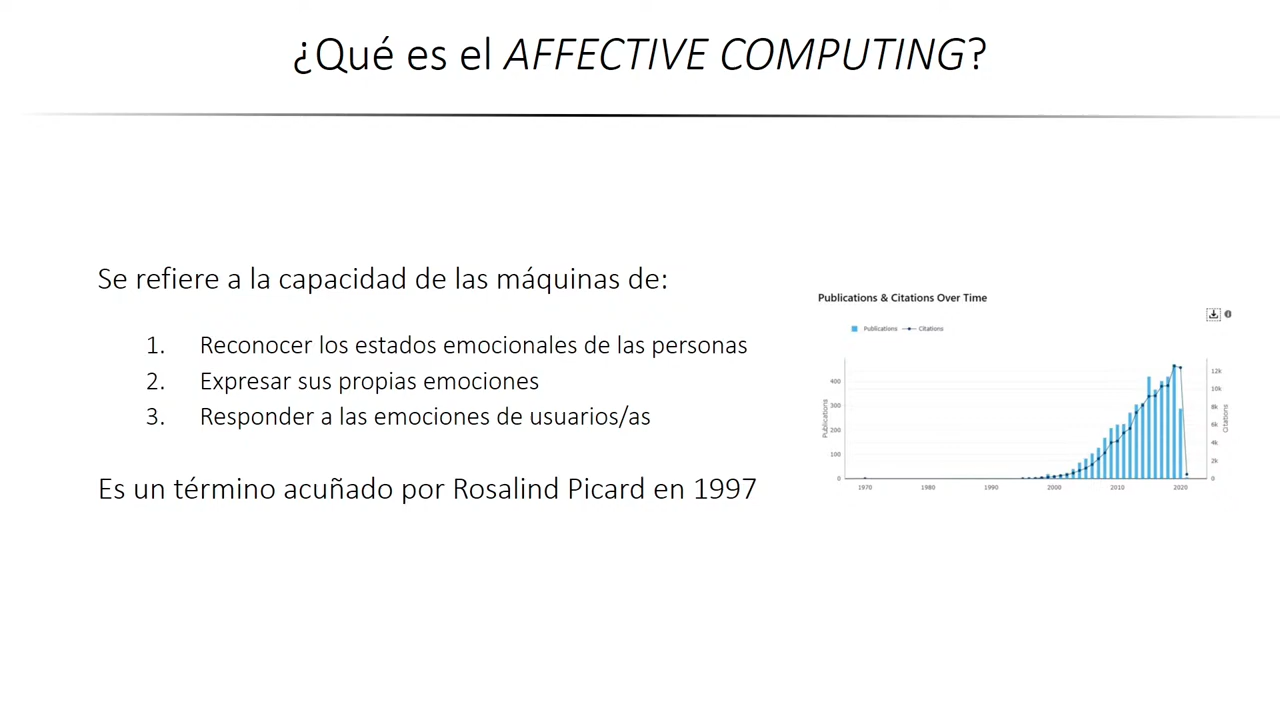 ¿Qué es el AFFECTIVE COMPUTING?
Se refiere a la capacidad de las máquinas de:
1. Reconocer los estados emocionales de las personas
2. Expresar sus propias emociones
3. Responder a las emociones de usuarios/as
Es un término acuñado por Rosalind Picard en 1997
Publications & Citations Over Time
Publications Citations
Publications
400
300
200
100
0
1970 1980 1990 2000 2010 2020
12k
10k
8k
6k
4k
2k
0
Citations